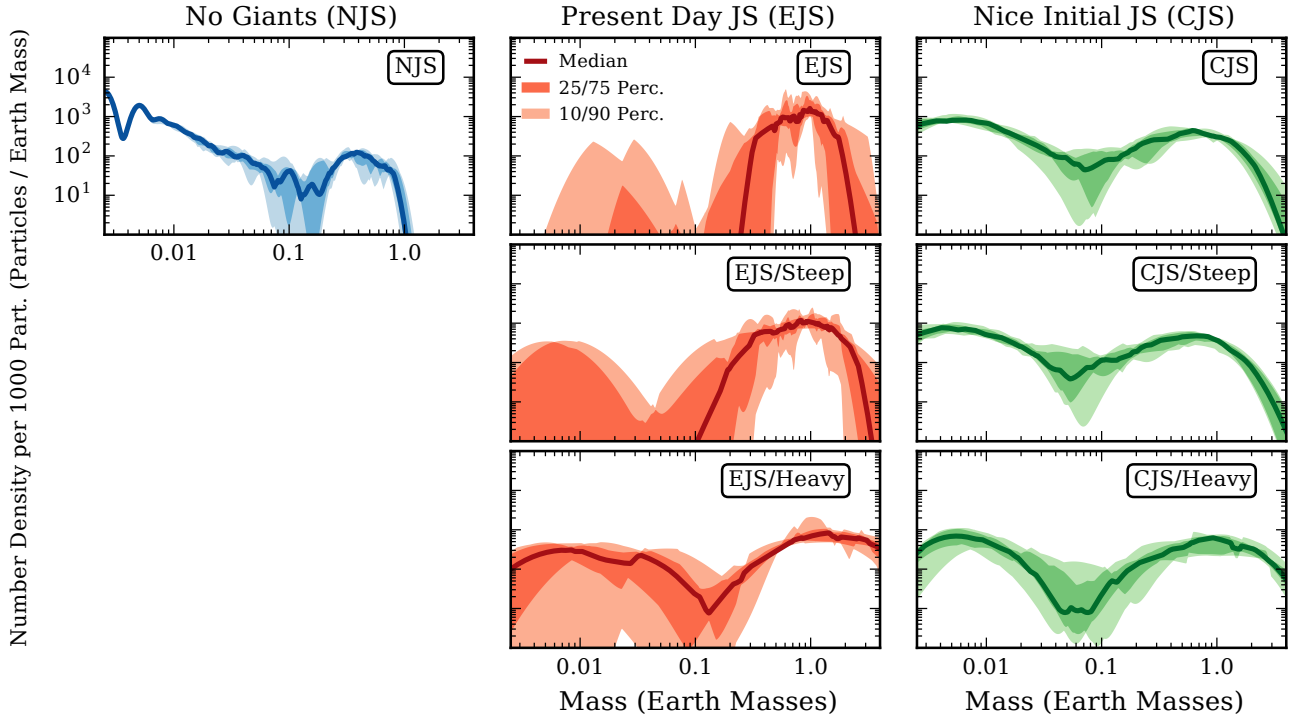 No Giants (NJS)
Present Day JS (EJS)
Nice Initial JS (CJS)
Number Density per 1000 Part. (Particles / Earth Mass)
10⁴
10³
10²
10¹
NJS
0.01 0.1 1.0
Median
25/75 Perc.
10/90 Perc.
EJS
CJS
EJS/Steep
CJS/Steep
EJS/Heavy
CJS/Heavy
0.01 0.1 1.0
0.01 0.1 1.0
Mass (Earth Masses)
Mass (Earth Masses)